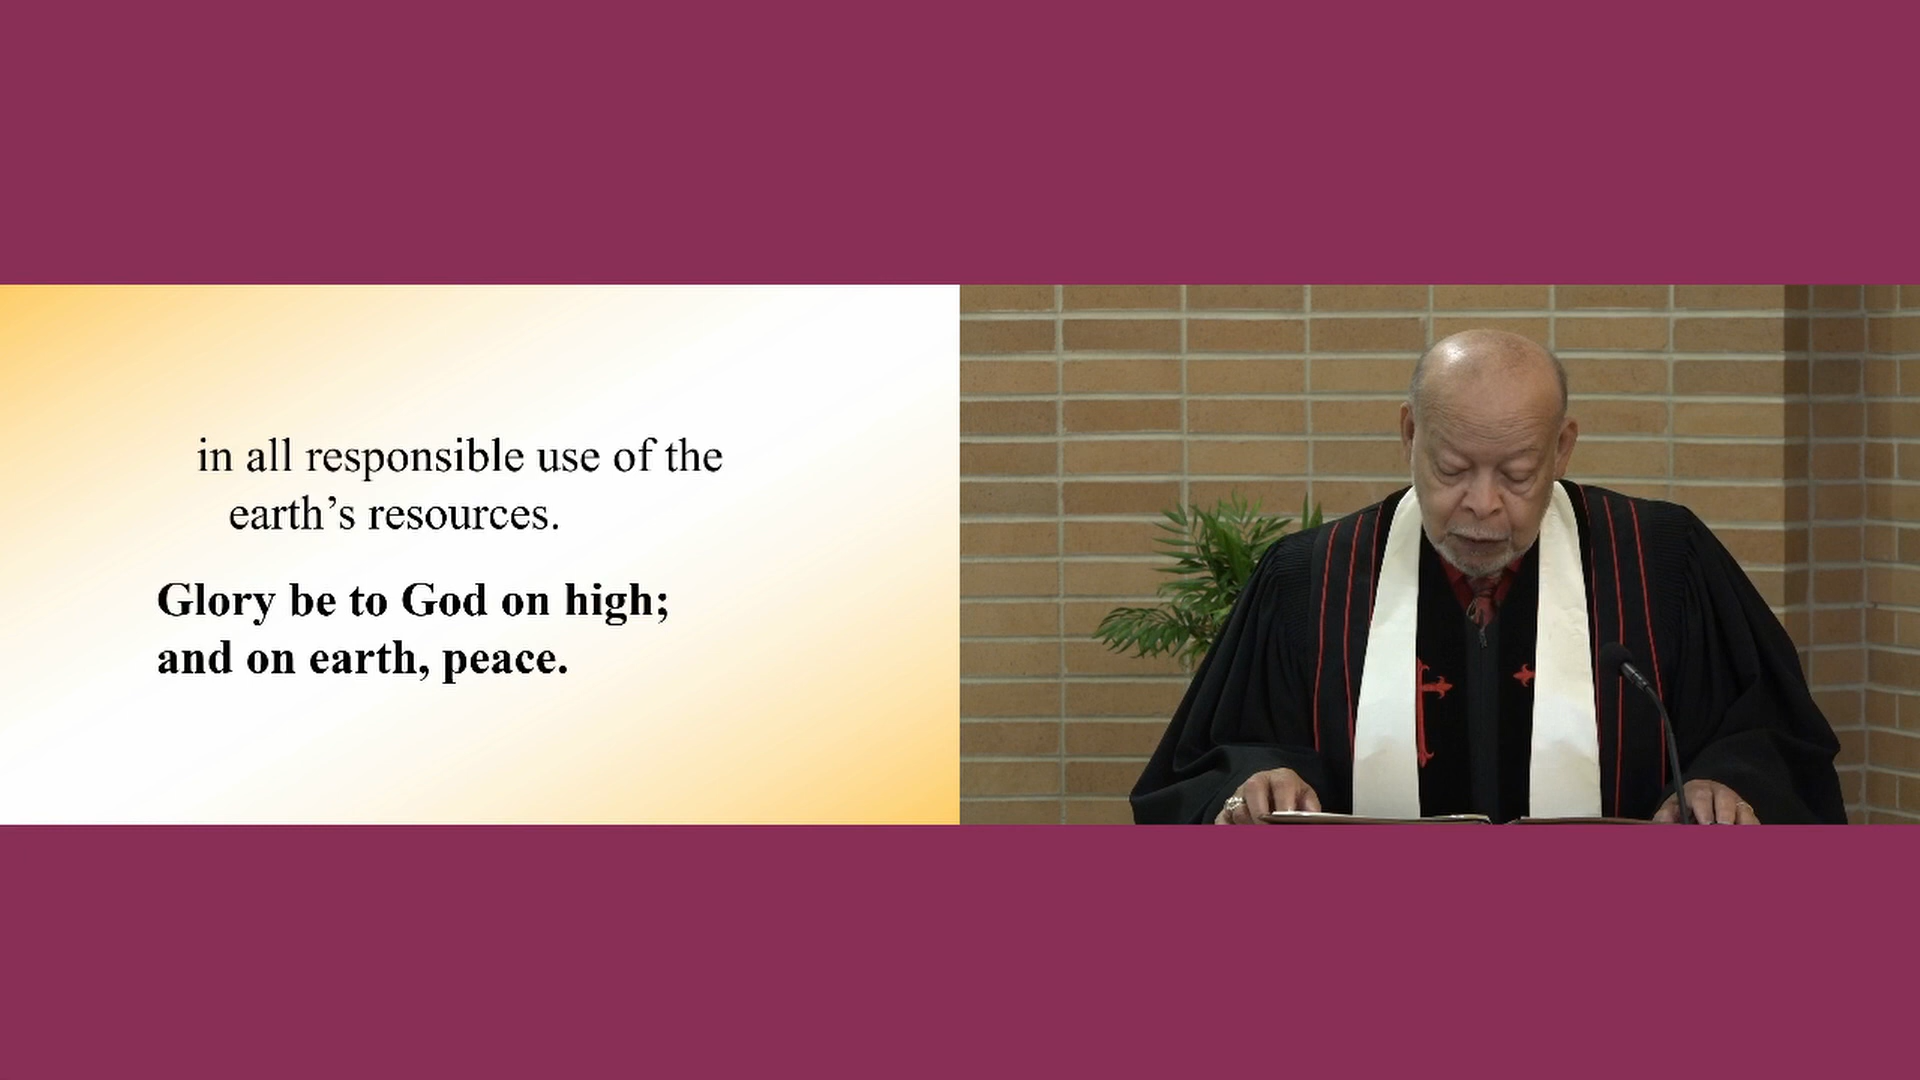 in all responsible use of the
earth’s resources.
Glory be to God on high;
and on earth, peace.